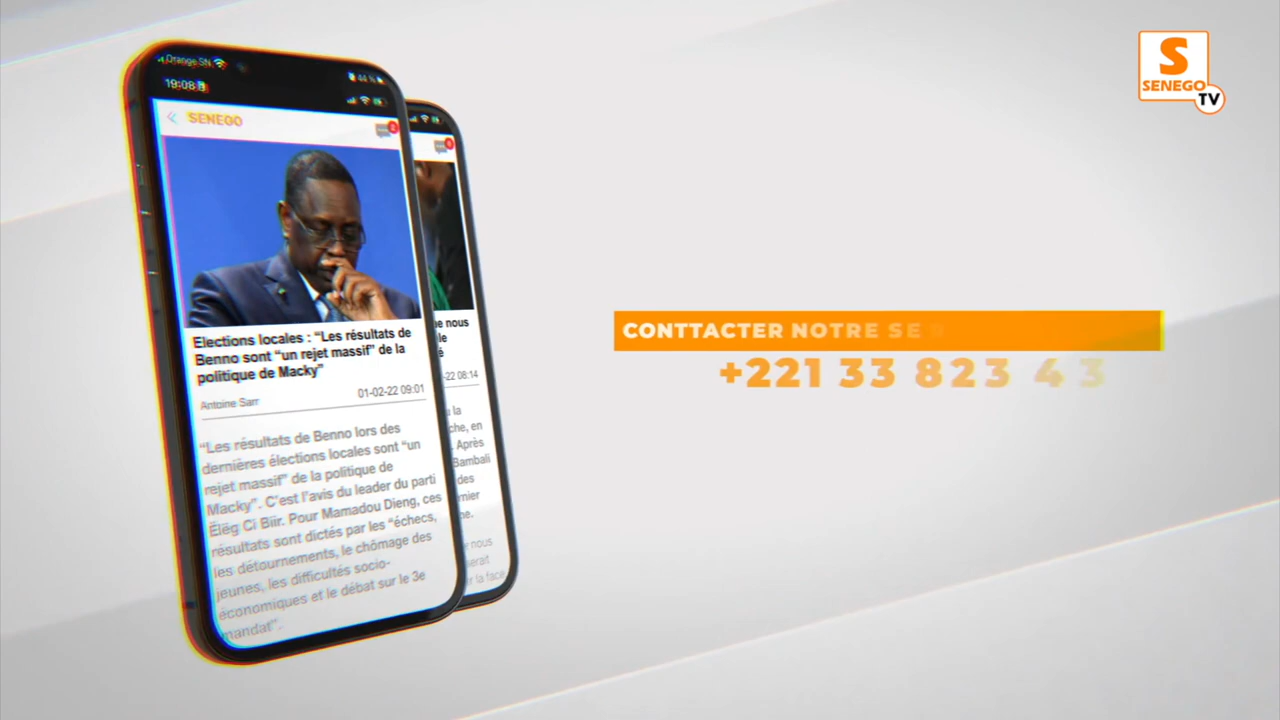 Orange SN
44 %
19:08
SENEGO
Elections locales : “Les résultats de
Benno sont “un rejet massif” de la
politique de Macky”
Antoine Sarr
01-02-22 09:01
“Les résultats de Benno lors des
dernières élections locales sont “un
rejet massif” de la politique de
Macky”. C’est l’avis du leader du parti
Élëg Ci Biir. Pour Mamadou Dieng, ces
résultats sont dictés par les “échecs,
les détournements, le chômage des
jeunes, les difficultés socio-
économiques et le débat sur le 3e
mandat”.
e nous
le
é
-22 08:14
la
che, en
. Après
Bambali
des
rnier
ne.
nous
serait
r la face
CONTTACTER NOTRE SE
+221 33 823 43
S
SENEGO
TV